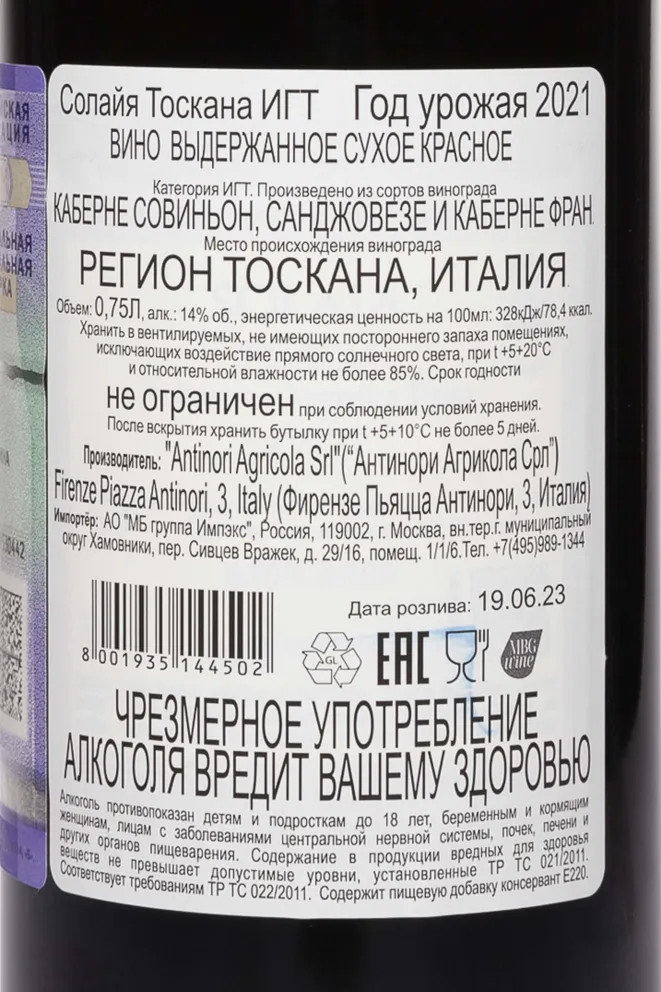 Солайя Тоскана ИГТ Год урожая 2021
ВИНО ВЫДЕРЖАННОЕ СУХОЕ КРАСНОЕ
Категория ИГТ. Произведено из сортов винограда
КАБЕРНЕ СОВИНЬОН, САНДЖОВЕЗЕ И КАБЕРНЕ ФРАН.
Место происхождения винограда
РЕГИОН ТОСКАНА, ИТАЛИЯ.
Объем: 0,75Л, алк.: 14% об., энергетическая ценность на 100мл: 328кДж/78,4 ккал.
Хранить в вентилируемых, не имеющих постороннего запаха помещениях,
исключающих воздействие прямого солнечного света, при t +5+20°C
и относительной влажности не более 85%. Срок годности
не ограничен при соблюдении условий хранения.
После вскрытия хранить бутылку при t +5+10°C не более 5 дней.
Производитель: "Antinori Agricola Srl"("Антинори Агрикола Срл")
Firenze Piazza Antinori, 3, Italy (Фирензе Пьяцца Антинори, 3, Италия)
Импортёр: АО "МБ группа Импэкс", Россия, 119002, г. Москва, вн.тер.г. муниципальный
округ Хамовники, пер. Сивцев Вражек, д. 29/16, помещ. 1/1/6.Тел. +7(495)989-1344
Дата розлива: 19.06.23
8 001935 144502
GL
EAC
MBG
wine
ЧРЕЗМЕРНОЕ УПОТРЕБЛЕНИЕ
АЛКОГОЛЯ ВРЕДИТ ВАШЕМУ ЗДОРОВЬЮ
Алкоголь противопоказан детям и подросткам до 18 лет, беременным и кормящим
женщинам, лицам с заболеваниями центральной нервной системы, почек, печени и
других органов пищеварения. Содержание в продукции вредных для здоровья
веществ не превышает допустимые уровни, установленные ТР ТС 021/2011.
Соответствует требованиям ТР ТС 022/2011. Содержит пищевую добавку консервант Е220.